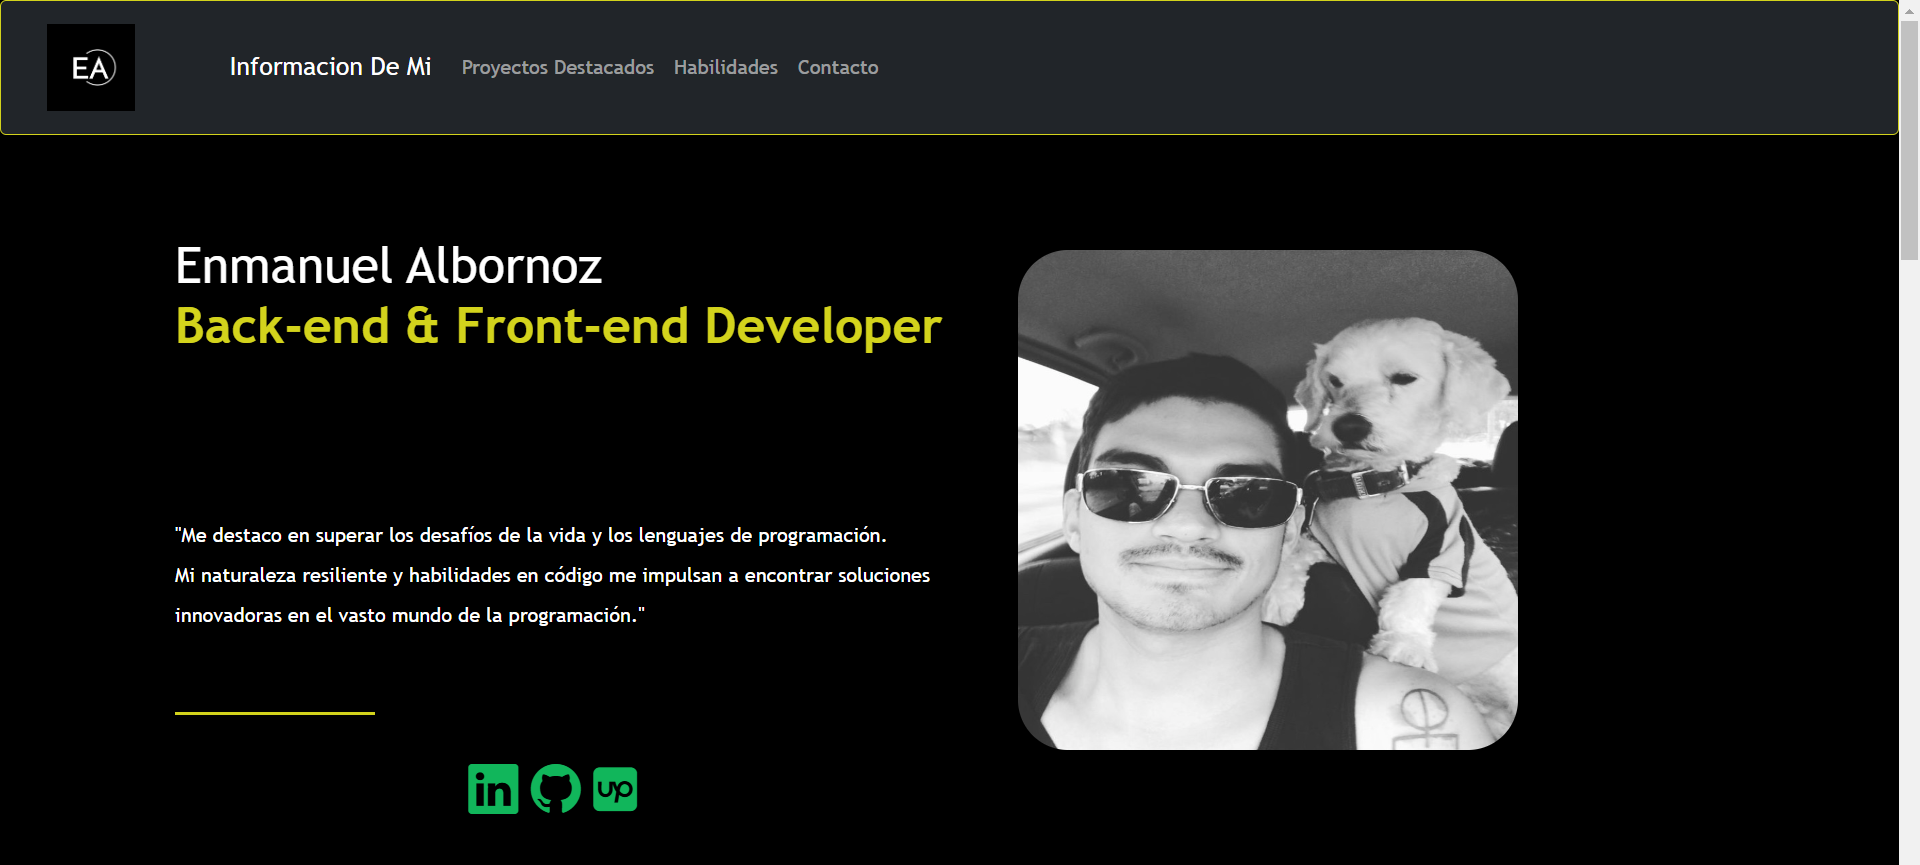 EA
Informacion De Mi
Proyectos Destacados
Habilidades
Contacto
Enmanuel Albornoz
Back-end & Front-end Developer
"Me destaco en superar los desafíos de la vida y los lenguajes de programación.
Mi naturaleza resiliente y habilidades en código me impulsan a encontrar soluciones
innovadoras en el vasto mundo de la programación."
in
up